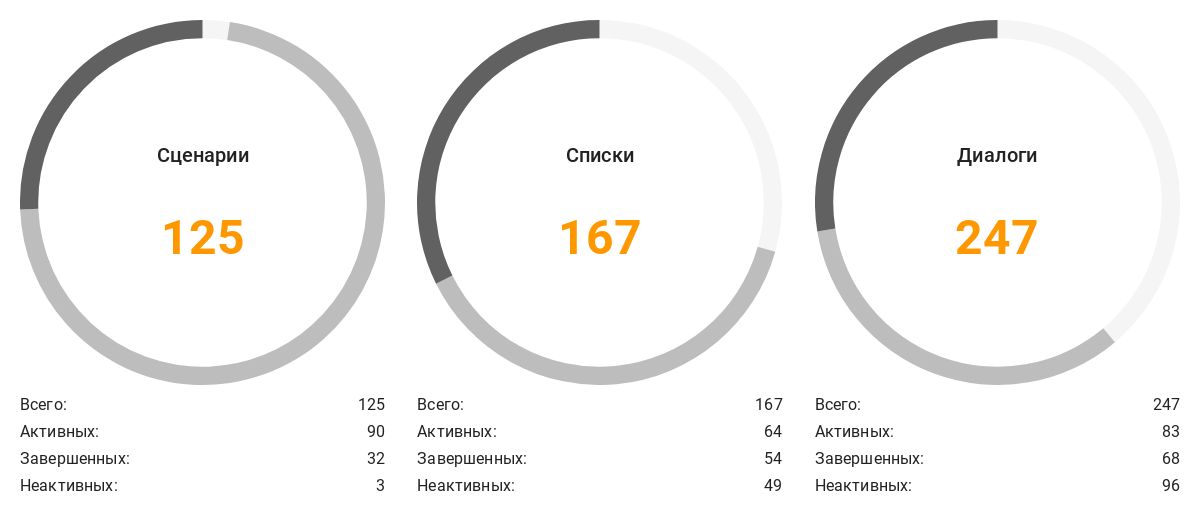 Сценарии
125
Всего: 125
Активных: 90
Завершенных: 32
Неактивных: 3
Списки
167
Всего: 167
Активных: 64
Завершенных: 54
Неактивных: 49
Диалоги
247
Всего: 247
Активных: 83
Завершенных: 68
Неактивных: 96